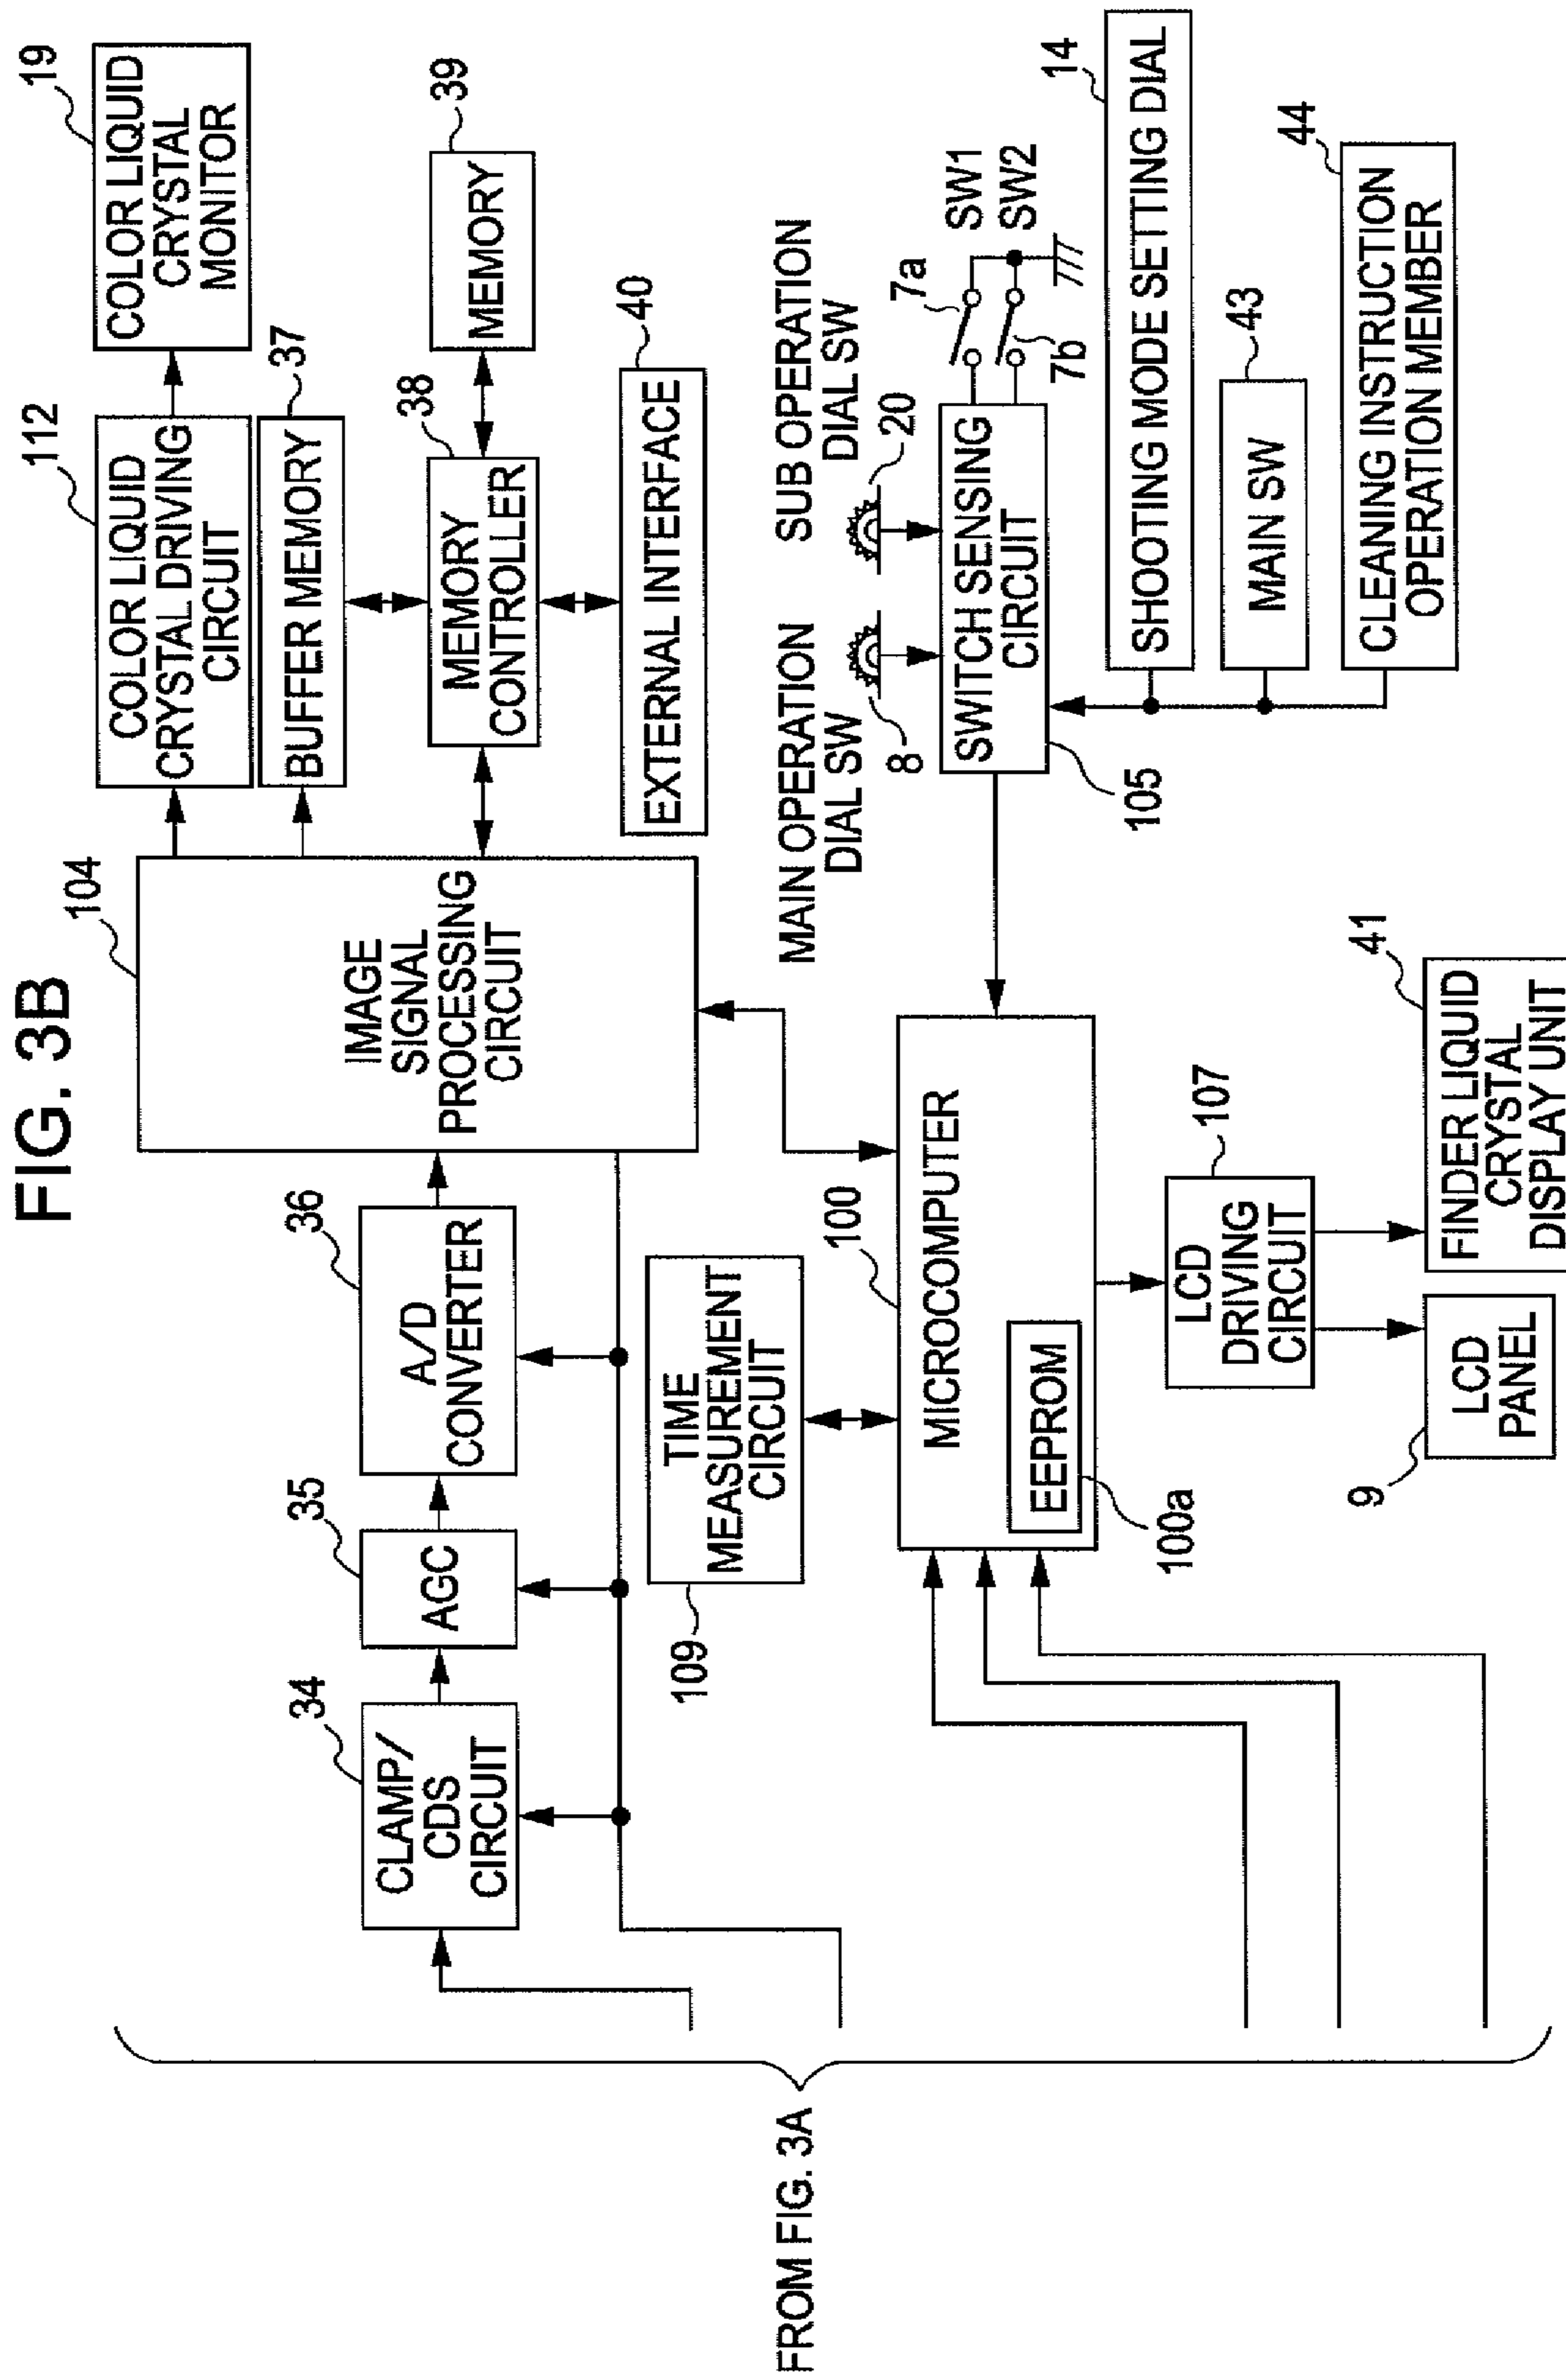 FIG. 3B
34
CLAMP/
CDS
CIRCUIT
35
AGC
36
A/D
CONVERTER
104
IMAGE
SIGNAL
PROCESSING
CIRCUIT
112
COLOR LIQUID
CRYSTAL DRIVING
CIRCUIT
19
COLOR LIQUID
CRYSTAL
MONITOR
37
BUFFER MEMORY
38
MEMORY
CONTROLLER
39
MEMORY
40
EXTERNAL INTERFACE
109
TIME
MEASUREMENT
CIRCUIT
100
MICROCOMPUTER
EEPROM
100a
MAIN OPERATION
DIAL SW
8
SUB OPERATION
DIAL SW
20
SWITCH SENSING
CIRCUIT
105
7a
7b
SW1
SW2
14
SHOOTING MODE SETTING DIAL
43
MAIN SW
44
CLEANING INSTRUCTION
OPERATION MEMBER
107
LCD
DRIVING
CIRCUIT
9
LCD
PANEL
41
FINDER LIQUID
CRYSTAL
DISPLAY UNIT
FROM FIG. 3A